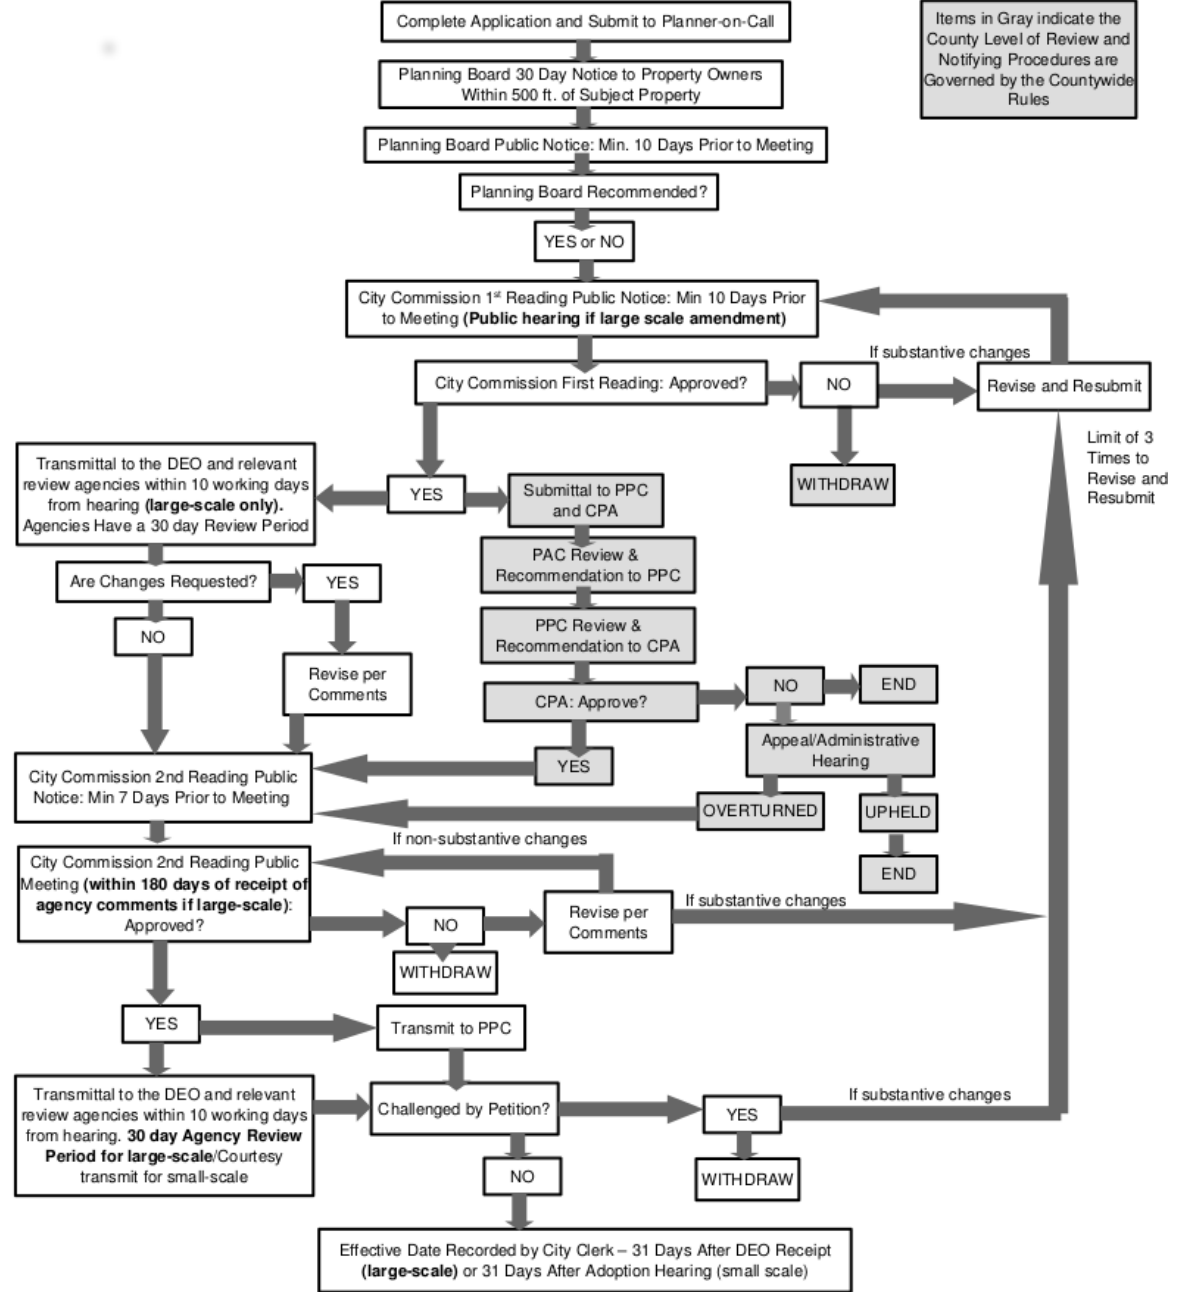 Complete Application and Submit to Planner-on-Call
Items in Gray indicate the
County Level of Review and
Notifying Procedures are
Governed by the Countywide
Rules
Planning Board 30 Day Notice to Property Owners
Within 500 ft. of Subject Property
Planning Board Public Notice: Min. 10 Days Prior to Meeting
Planning Board Recommended?
YES or NO
City Commission 1st Reading Public Notice: Min 10 Days Prior
to Meeting (Public hearing if large scale amendment)
If substantive changes
City Commission First Reading: Approved?
NO
Revise and Resubmit
Limit of 3
Times to
Revise and
Resubmit
WITHDRAW
YES
Transmittal to the DEO and relevant
review agencies within 10 working days
from hearing (large-scale only).
Agencies Have a 30 day Review Period
Submittal to PPC
and CPA
PAC Review &
Recommendation to PPC
Are Changes Requested?
YES
NO
Revise per
Comments
PPC Review &
Recommendation to CPA
CPA: Approve?
NO
END
Appeal/Administrative
Hearing
YES
OVERTURNED
UPHELD
END
City Commission 2nd Reading Public
Notice: Min 7 Days Prior to Meeting
If non-substantive changes
City Commission 2nd Reading Public
Meeting (within 180 days of receipt of
agency comments if large-scale):
Approved?
NO
Revise per
Comments
If substantive changes
WITHDRAW
YES
Transmit to PPC
Transmittal to the DEO and relevant
review agencies within 10 working days
from hearing. 30 day Agency Review
Period for large-scale/Courtesy
transmit for small-scale
Challenged by Petition?
YES
If substantive changes
NO
WITHDRAW
Effective Date Recorded by City Clerk – 31 Days After DEO Receipt
(large-scale) or 31 Days After Adoption Hearing (small scale)